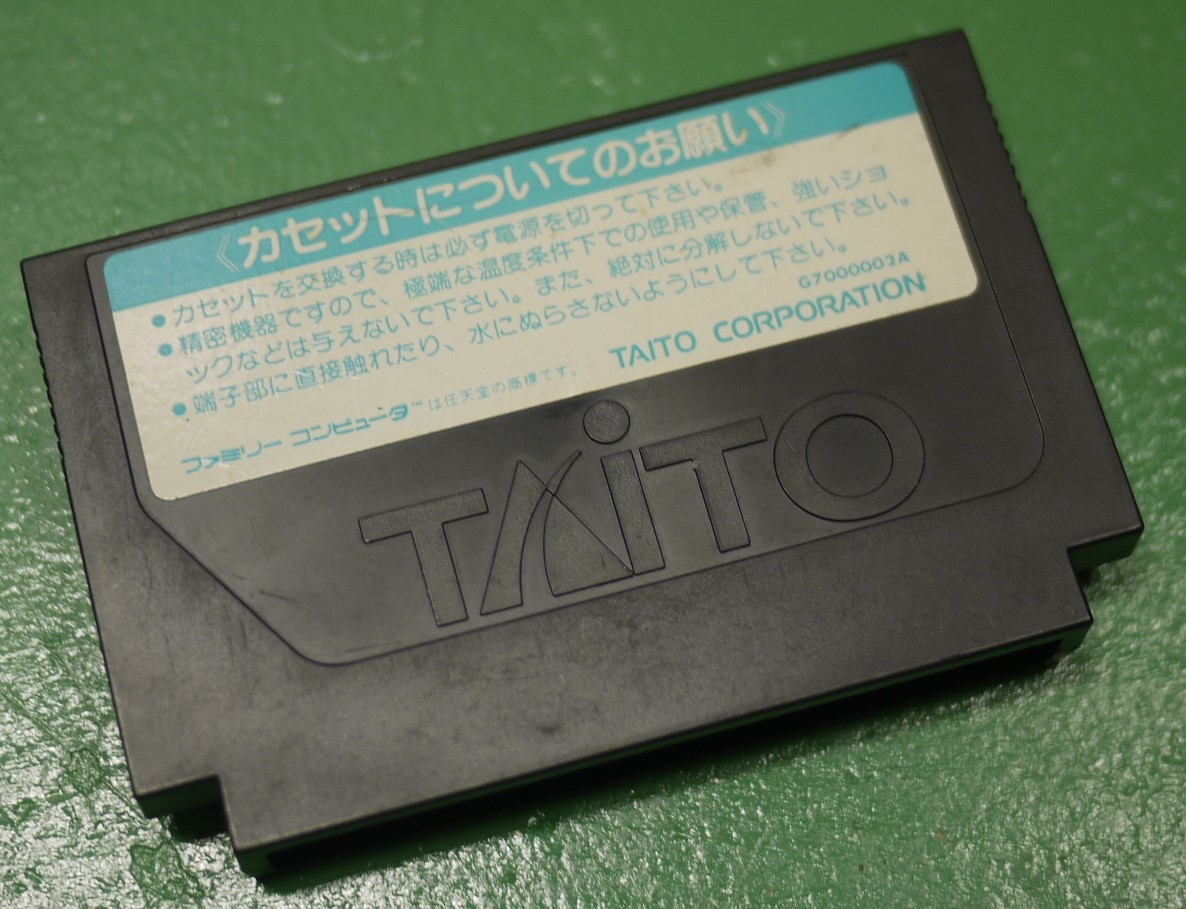 《カセットについてのお願い》
●カセットを交換する時は必ず電源を切って下さい。
●精密機器ですので、極端な温度条件下での使用や保管、強いショ
ックなどは与えないで下さい。また、絶対に分解しないで下さい。
●端子部に直接触れたり、水にぬらさないようにして下さい。
G7000002A
ファミリー コンピュータ™は任天堂の商標です。 TAITO CORPORATION
TAITO